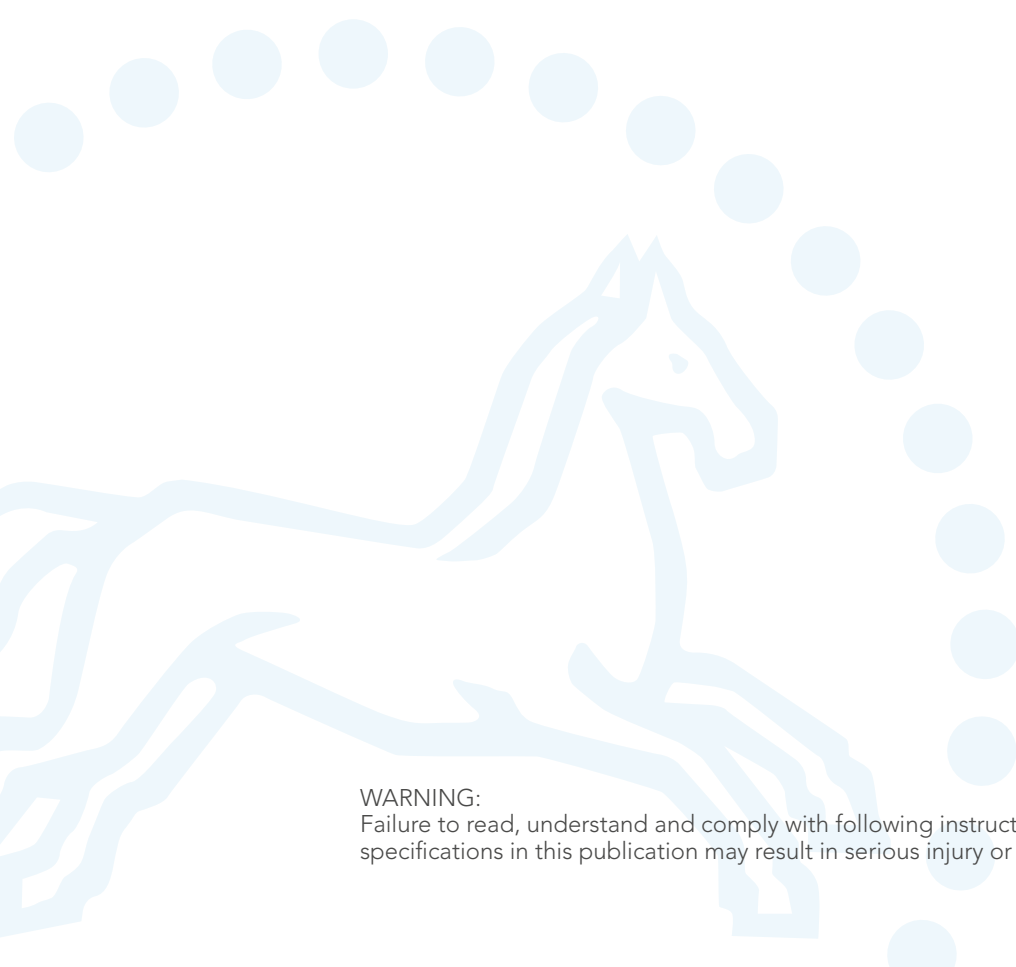 WARNING:
Failure to read, understand and comply with following instruct
specifications in this publication may result in serious injury or